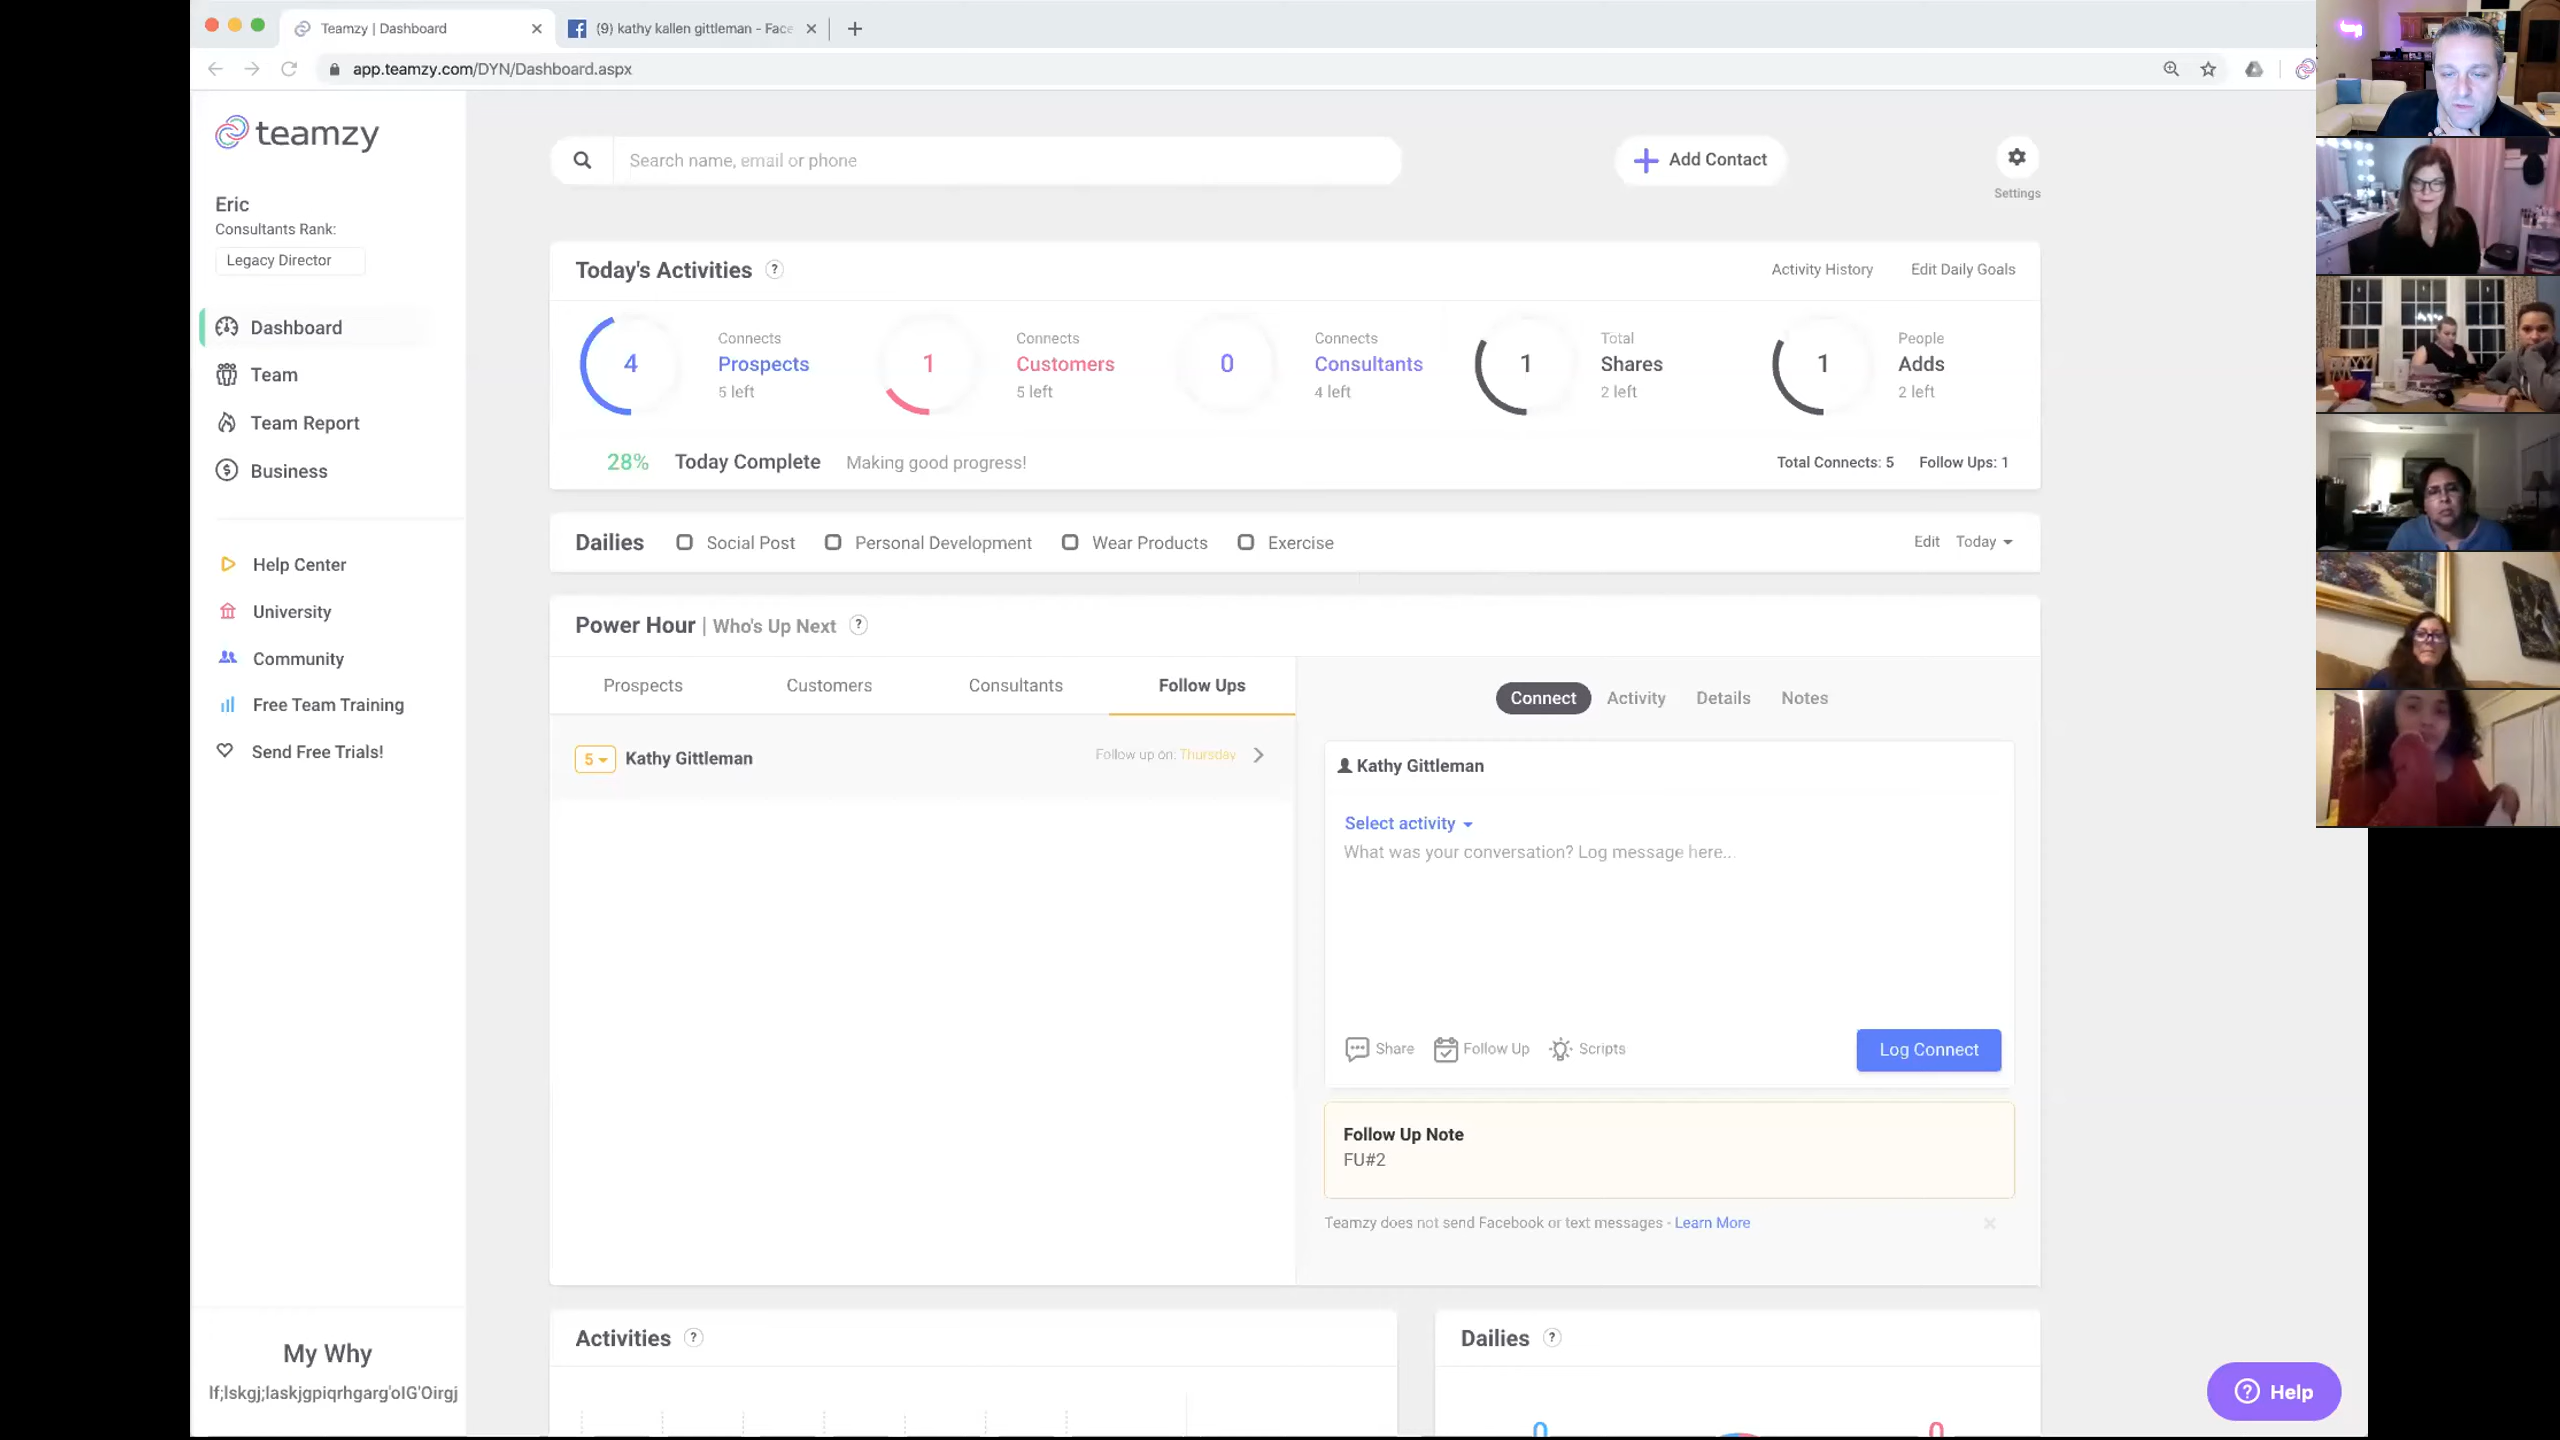 Teamzy | Dashboard
(9) kathy kallen gittleman - Face
app.teamzy.com/DYN/Dashboard.aspx
teamzy
Eric
Consultants Rank:
Legacy Director
Dashboard
Team
Team Report
Business
Help Center
University
Community
Free Team Training
Send Free Trials!
My Why
lf;lskgj;laskjgpiqrhgarg'oIG'Oirgj
Search name, email or phone
Add Contact
Settings
Today's Activities ?
Activity History
Edit Daily Goals
4
Connects
Prospects
5 left
1
Connects
Customers
5 left
0
Connects
Consultants
4 left
1
Total
Shares
2 left
1
People
Adds
2 left
28% Today Complete Making good progress!
Total Connects: 5 Follow Ups: 1
Dailies Social Post Personal Development Wear Products Exercise
Edit Today
Power Hour | Who's Up Next ?
Prospects Customers Consultants Follow Ups
5 Kathy Gittleman Follow up on: Thursday
Connect Activity Details Notes
Kathy Gittleman
Select activity
What was your conversation? Log message here...
Share Follow Up Scripts
Log Connect
Follow Up Note
FU#2
Teamzy does not send Facebook or text messages - Learn More
Activities ?
Dailies ?
0
0
? Help